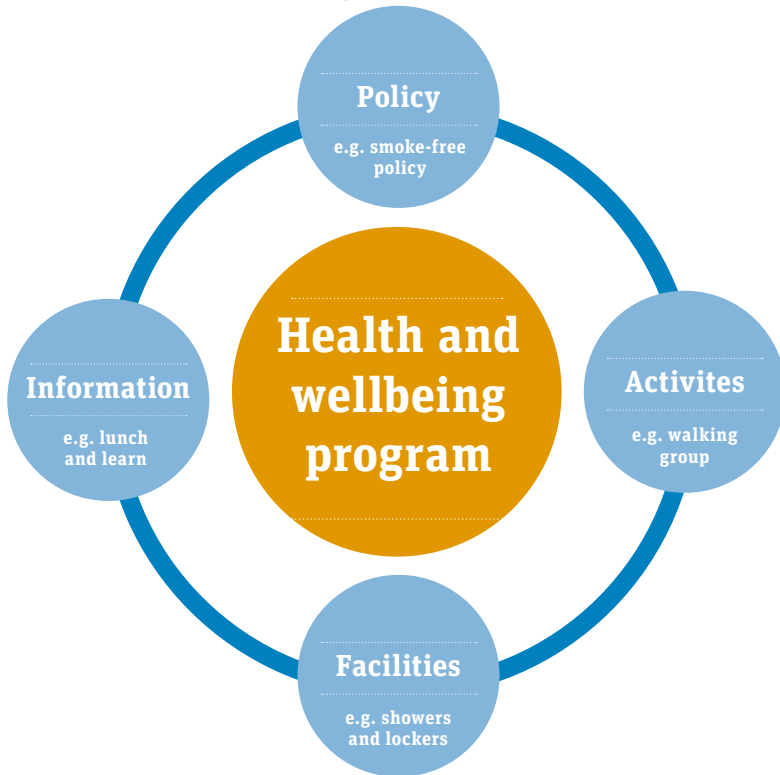 Policy
e.g. smoke-free
policy
Health and
wellbeing
program
Information
e.g. lunch
and learn
Activites
e.g. walking
group
Facilities
e.g. showers
and lockers